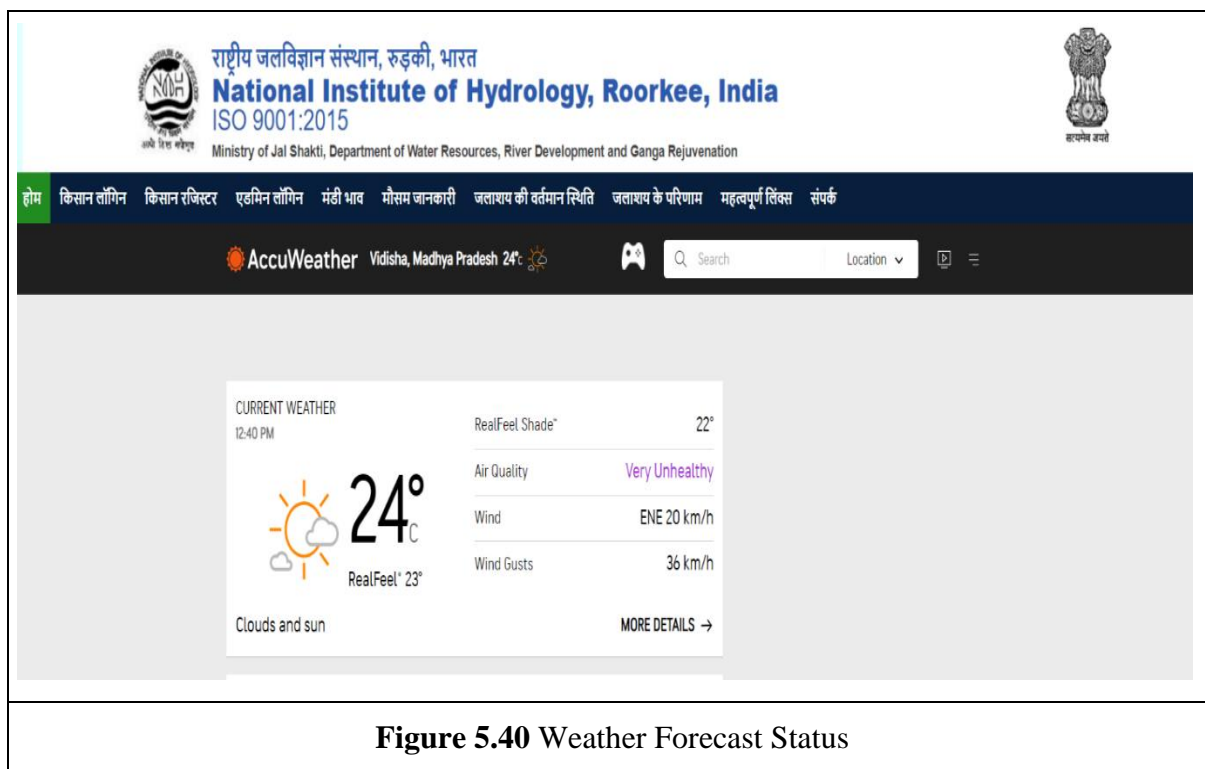 राष्ट्रीय जलविज्ञान संस्थान, रुड़की, भारत
National Institute of Hydrology, Roorkee, India
ISO 9001:2015
Ministry of Jal Shakti, Department of Water Resources, River Development and Ganga Rejuvenation
NIH
सत्यमेव जयते
होम किसान लॉगिन किसान रजिस्टर एडमिन लॉगिन मंडी भाव मौसम जानकारी जलाशय की वर्तमान स्थिति जलाशय के परिणाम महत्वपूर्ण लिंक्स संपर्क
AccuWeather Vidisha, Madhya Pradesh 24°C Search Location
CURRENT WEATHER
12:40 PM
24°C
RealFeel® 23°
Clouds and sun
RealFeel Shade™ 22°
Air Quality Very Unhealthy
Wind ENE 20 km/h
Wind Gusts 36 km/h
MORE DETAILS →
Figure 5.40 Weather Forecast Status